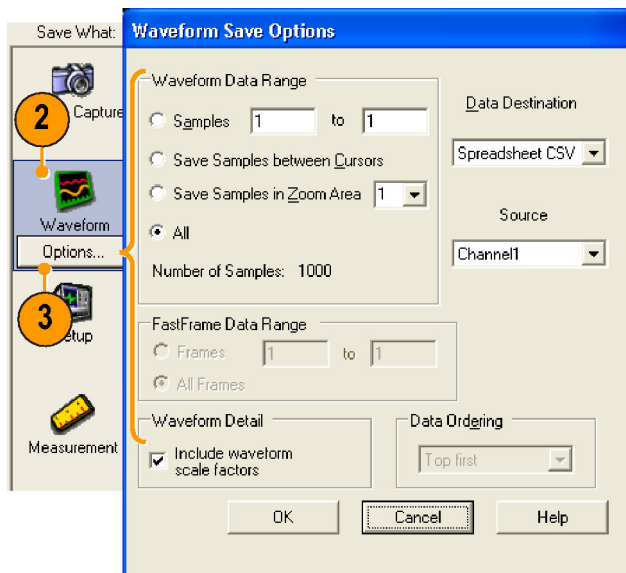 Save What:
Capture
2
Waveform
Options...
3
etup
Measurement
Waveform Save Options
Waveform Data Range
Samples 1 to 1
Save Samples between Cursors
Save Samples in Zoom Area 1
All
Number of Samples: 1000
Data Destination
Spreadsheet CSV
Source
Channel1
FastFrame Data Range
Frames 1 to 1
All Frames
Waveform Detail
Include waveform
scale factors
Data Ordering
Top first
OK Cancel Help